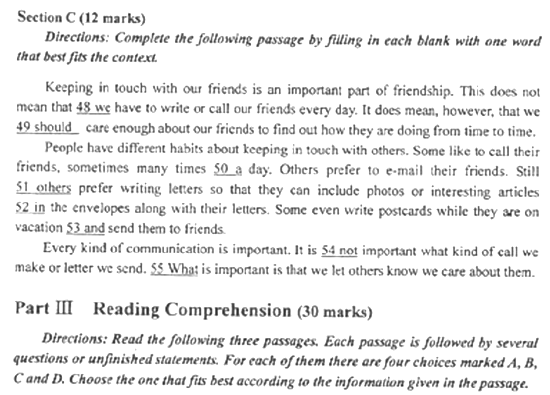 Section C (12 marks)
Directions: Complete the following passage by filling in each blank with one word
that best fits the context.
Keeping in touch with our friends is an important part of friendship. This does not
mean that 48 we have to write or call our friends every day. It does mean, however, that we
49 should care enough about our friends to find out how they are doing from time to time.
People have different habits about keeping in touch with others. Some like to call their
friends, sometimes many times 50 a day. Others prefer to e-mail their friends. Still
51 others prefer writing letters so that they can include photos or interesting articles
52 in the envelopes along with their letters. Some even write postcards while they are on
vacation 53 and send them to friends.
Every kind of communication is important. It is 54 not important what kind of call we
make or letter we send. 55 What is important is that we let others know we care about them.
Part III Reading Comprehension (30 marks)
Directions: Read the following three passages. Each passage is followed by several
questions or unfinished statements. For each of them there are four choices marked A, B,
C and D. Choose the one that fits best according to the information given in the passage.